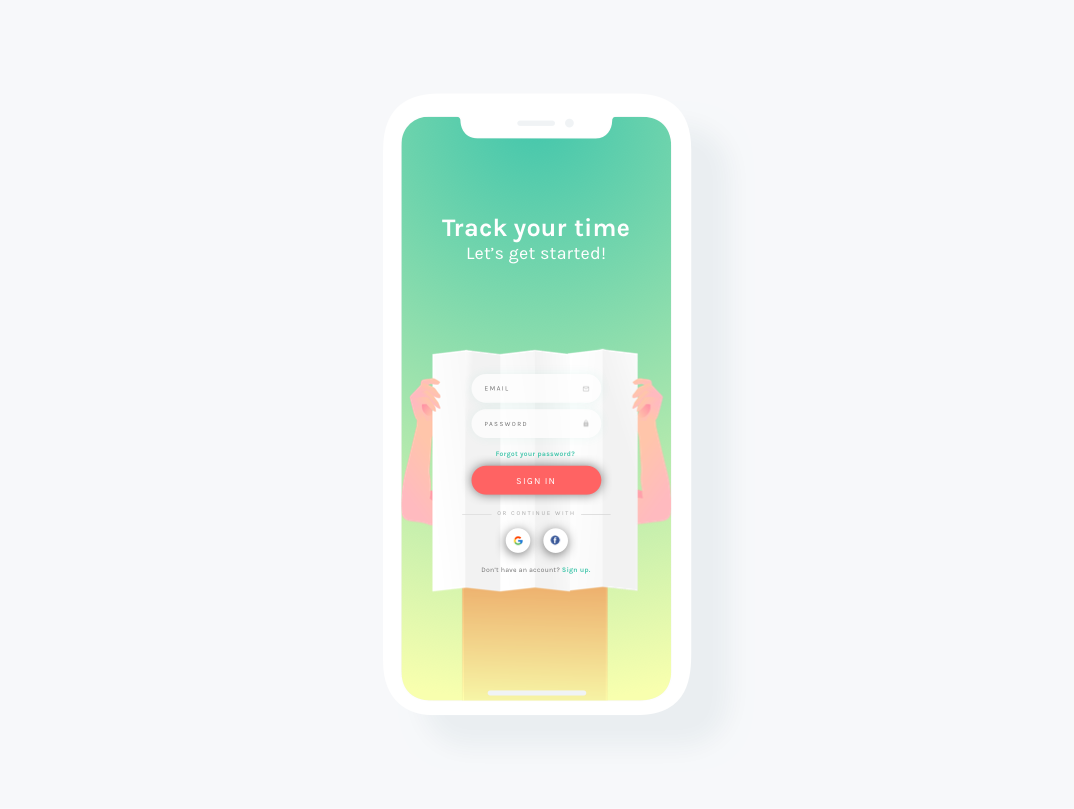 Track your time
Let's get started!
EMAIL
PASSWORD
Forgot your password?
SIGN IN
OR CONTINUE WITH
G f
Don't have an account? Sign up.